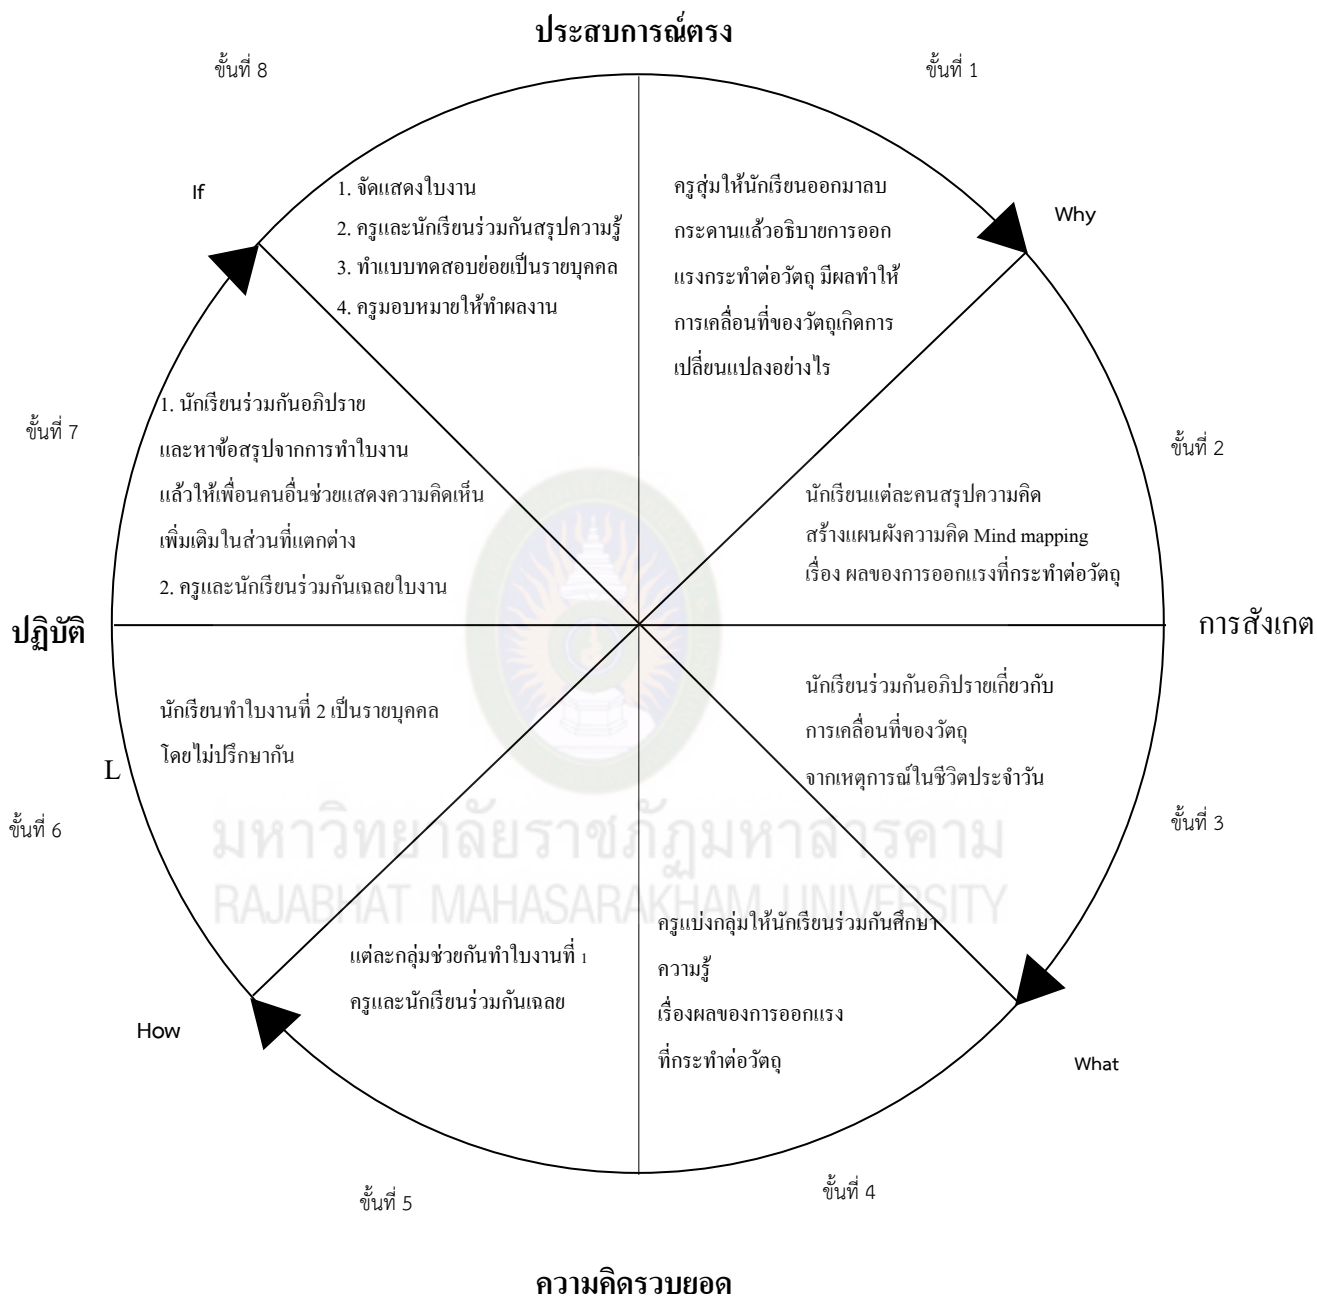 ประสบการณ์ตรง
ขั้นที่ 8
ขั้นที่ 1
If
Why
1. จัดแสดงใบงาน
2. ครูและนักเรียนร่วมกันสรุปความรู้
3. ทำแบบทดสอบย่อยเป็นรายบุคคล
4. ครูมอบหมายให้ทำผลงาน
ครูสุ่มให้นักเรียนออกมาลบ
กระดานแล้วอธิบายการออก
แรงกระทำต่อวัตถุ มีผลทำให้
การเคลื่อนที่ของวัตถุเกิดการ
เปลี่ยนแปลงอย่างไร
ขั้นที่ 7
1. นักเรียนร่วมกันอภิปราย
และหาข้อสรุปจากการทำใบงาน
แล้วให้เพื่อนคนอื่นช่วยแสดงความคิดเห็น
เพิ่มเติมในส่วนที่แตกต่าง
2. ครูและนักเรียนร่วมกันเฉลยใบงาน
ขั้นที่ 2
นักเรียนแต่ละคนสรุปความคิด
สร้างแผนผังความคิด Mind mapping
เรื่อง ผลของการออกแรงที่กระทำต่อวัตถุ
ปฏิบัติ
การสังเกต
นักเรียนทำใบงานที่ 2 เป็นรายบุคคล
โดยไม่ปรึกษากัน
L
ขั้นที่ 6
นักเรียนร่วมกันอภิปรายเกี่ยวกับ
การเคลื่อนที่ของวัตถุ
จากเหตุการณ์ในชีวิตประจำวัน
ขั้นที่ 3
มหาวิทยาลัยราชภัฏมหาสารคาม
RAJABHAT MAHASARAKHAM UNIVERSITY
แต่ละกลุ่มช่วยกันทำใบงานที่ 1
ครูและนักเรียนร่วมกันเฉลย
ครูแบ่งกลุ่มให้นักเรียนร่วมกันศึกษา
ความรู้
เรื่องผลของการออกแรง
ที่กระทำต่อวัตถุ
How
What
ขั้นที่ 5
ขั้นที่ 4
ความคิดรวบยอด